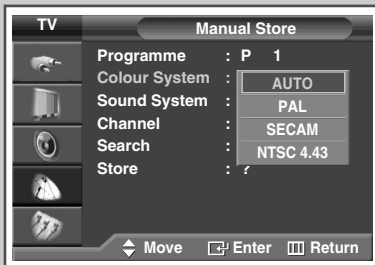 TV
Manual Store
Programme : P 1
Colour System :
Sound System :
Channel :
Search :
Store : ?
AUTO
PAL
SECAM
NTSC 4.43
Move Enter Return